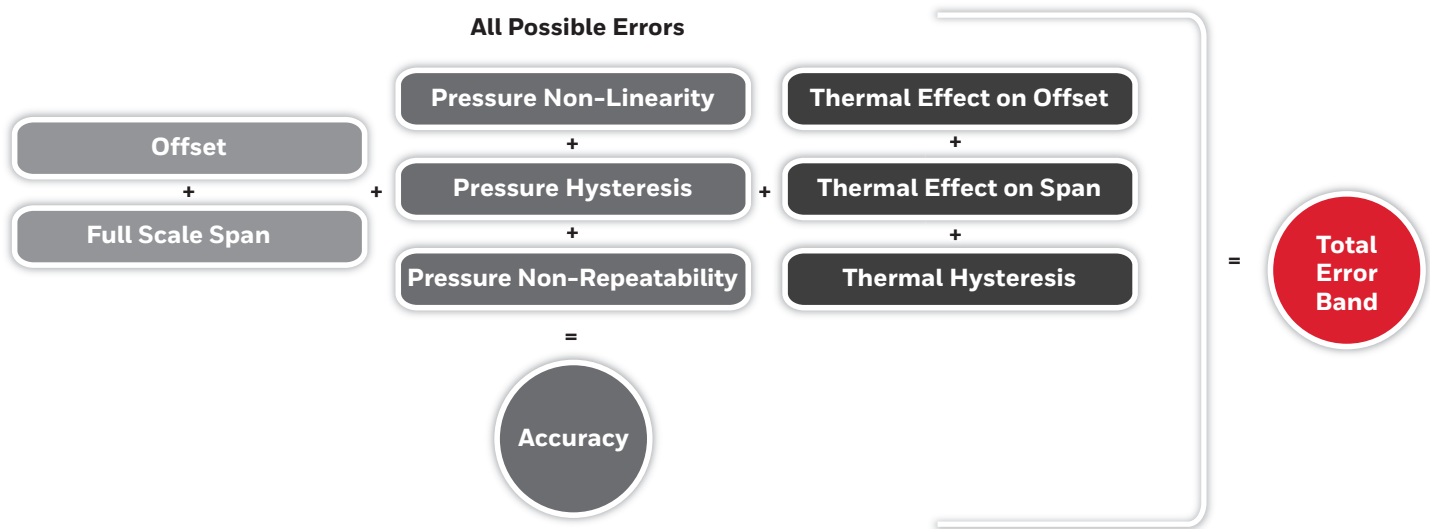 All Possible Errors
Offset
+
Full Scale Span
+
Pressure Non-Linearity
+
Pressure Hysteresis
+
Pressure Non-Repeatability
=
Accuracy
+
Thermal Effect on Offset
+
Thermal Effect on Span
+
Thermal Hysteresis
=
Total
Error
Band